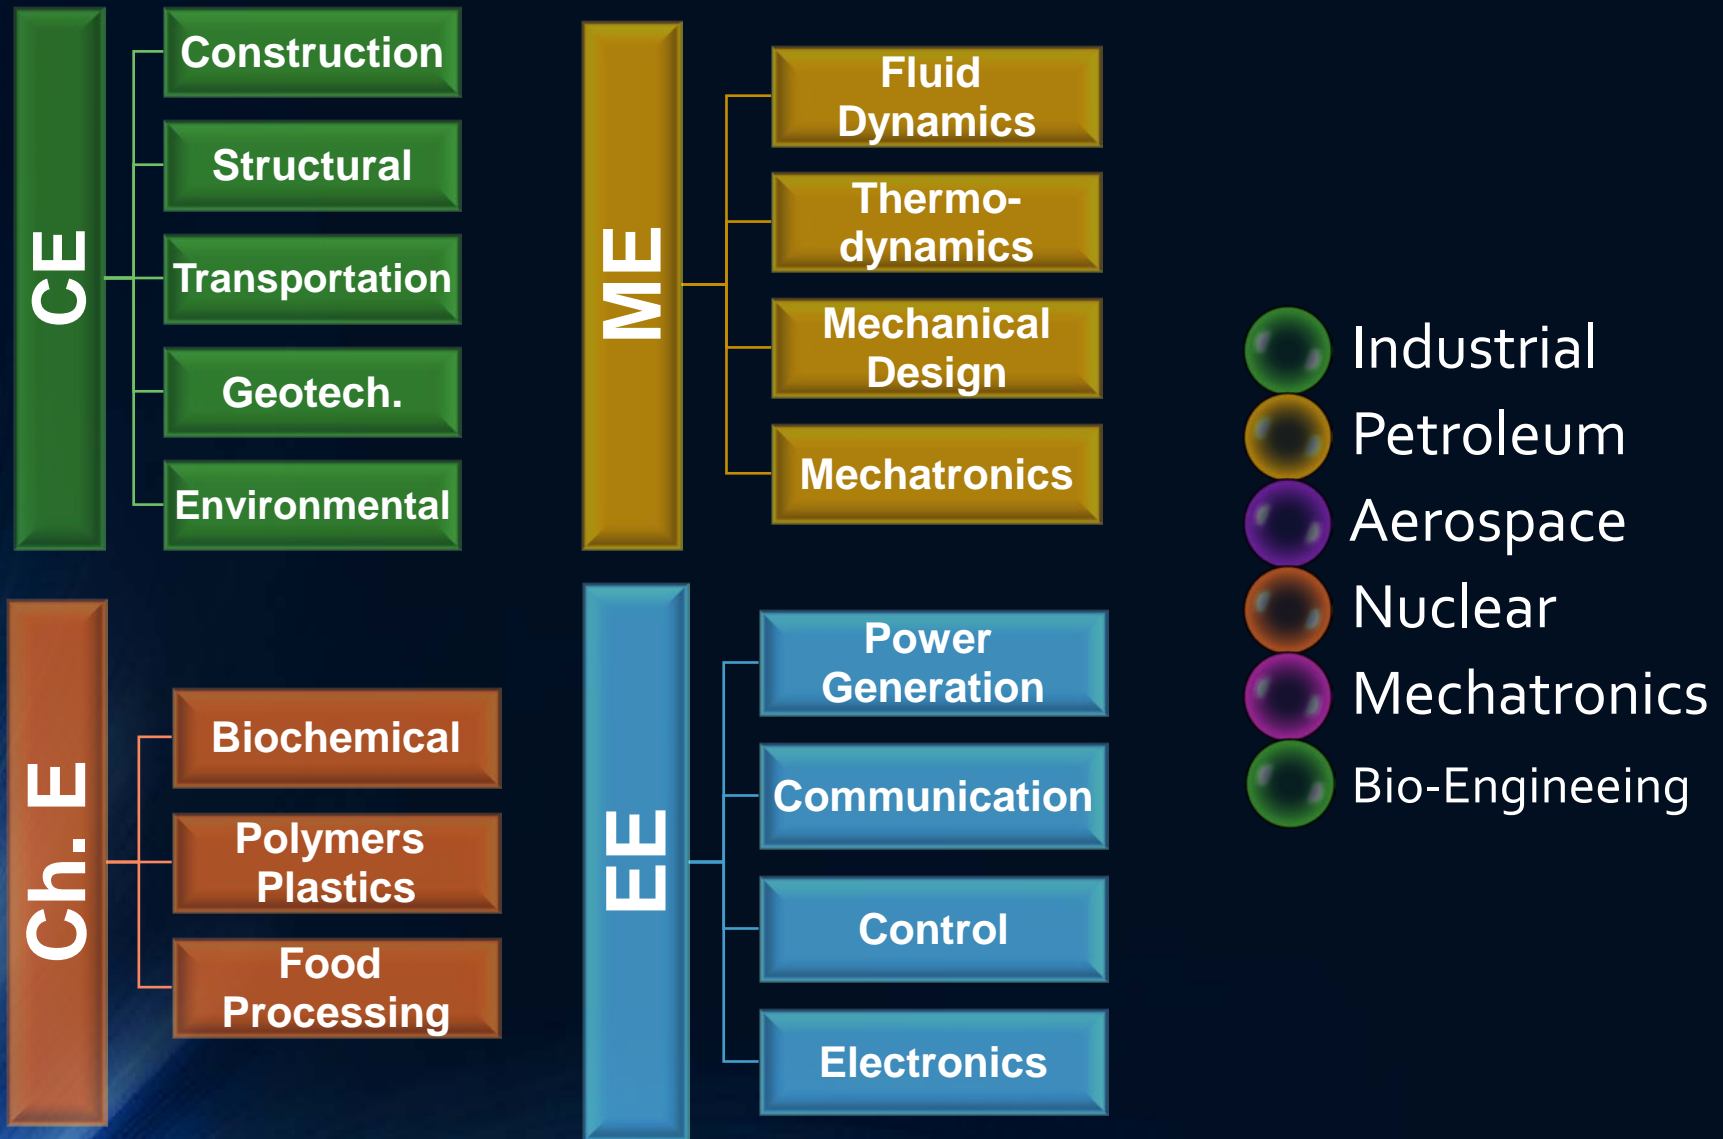 CE
Construction
Structural
Transportation
Geotech.
Environmental
ME
Fluid
Dynamics
Thermo-
dynamics
Mechanical
Design
Mechatronics
Ch. E
Biochemical
Polymers
Plastics
Food
Processing
EE
Power
Generation
Communication
Control
Electronics
Industrial
Petroleum
Aerospace
Nuclear
Mechatronics
Bio-Engineeing